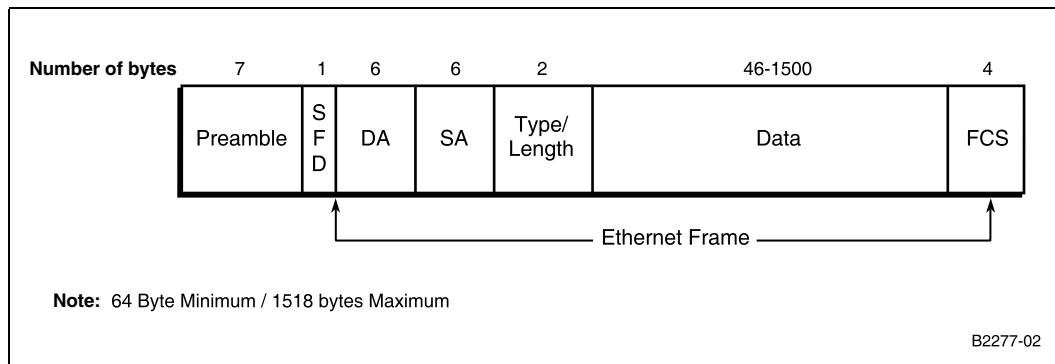 Number of bytes 7 1 6 6 2 46-1500 4
Preamble SFD DA SA Type/Length Data FCS
Ethernet Frame
Note: 64 Byte Minimum / 1518 bytes Maximum
B2277-02